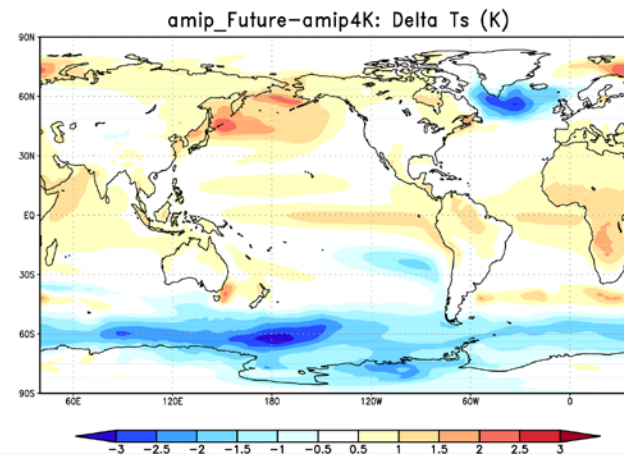 amip_Future-amip4K: Delta Ts (K)
90N
60N
30N
EQ
30S
60S
90S
60E 120E 180 120W 60W 0
-3 -2.5 -2 -1.5 -1 -0.5 0.5 1 1.5 2 2.5 3